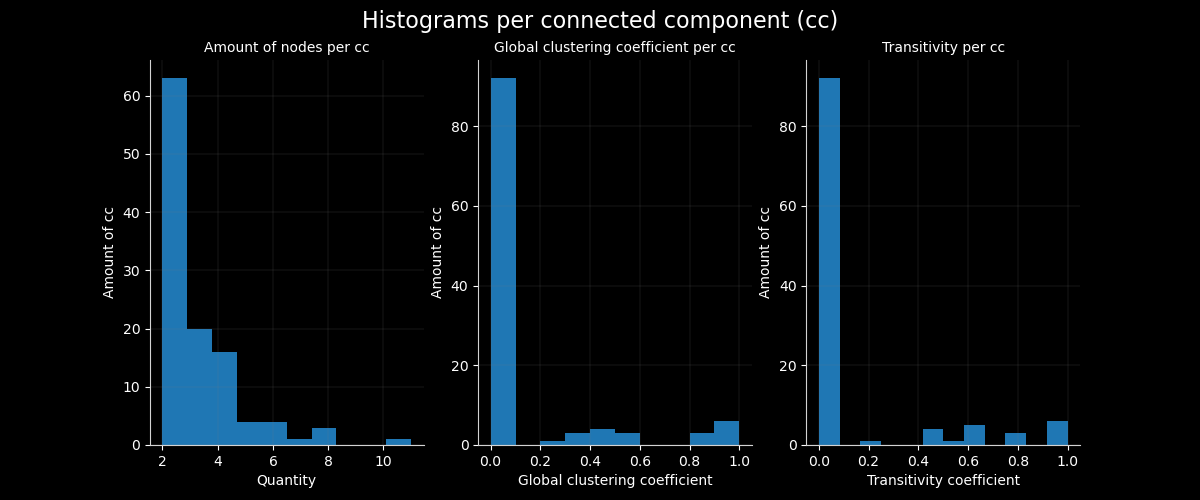 Histograms per connected component (cc)
Amount of nodes per cc
Global clustering coefficient per cc
Transitivity per cc
Amount of cc
60
50
40
30
20
10
0
2 4 6 8 10
Quantity
Amount of cc
80
60
40
20
0
0.0 0.2 0.4 0.6 0.8 1.0
Global clustering coefficient
Amount of cc
80
60
40
20
0
0.0 0.2 0.4 0.6 0.8 1.0
Transitivity coefficient